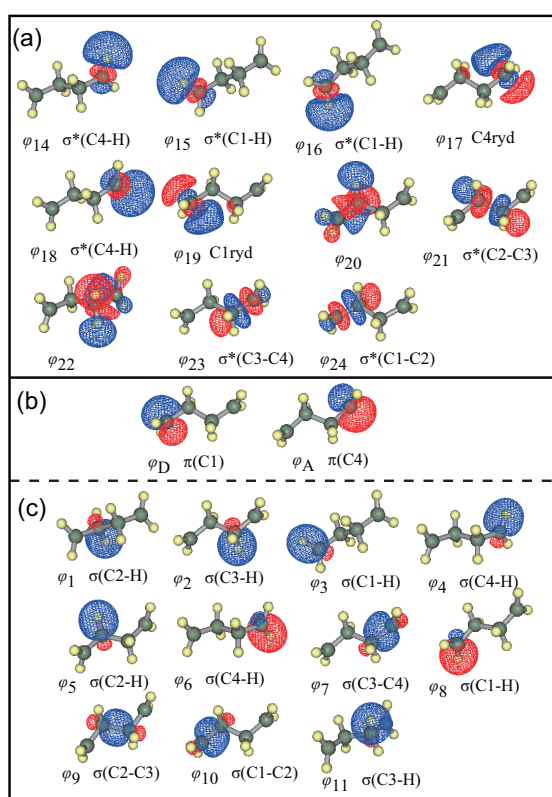 (a)
φ14 σ*(C4-H) φ15 σ*(C1-H) φ16 σ*(C1-H) φ17 C4ryd
φ18 σ*(C4-H) φ19 C1ryd φ20 φ21 σ*(C2-C3)
φ22 φ23 σ*(C3-C4) φ24 σ*(C1-C2)
(b)
φD π(C1) φA π(C4)
(c)
φ1 σ(C2-H) φ2 σ(C3-H) φ3 σ(C1-H) φ4 σ(C4-H)
φ5 σ(C2-H) φ6 σ(C4-H) φ7 σ(C3-C4) φ8 σ(C1-H)
φ9 σ(C2-C3) φ10 σ(C1-C2) φ11 σ(C3-H)